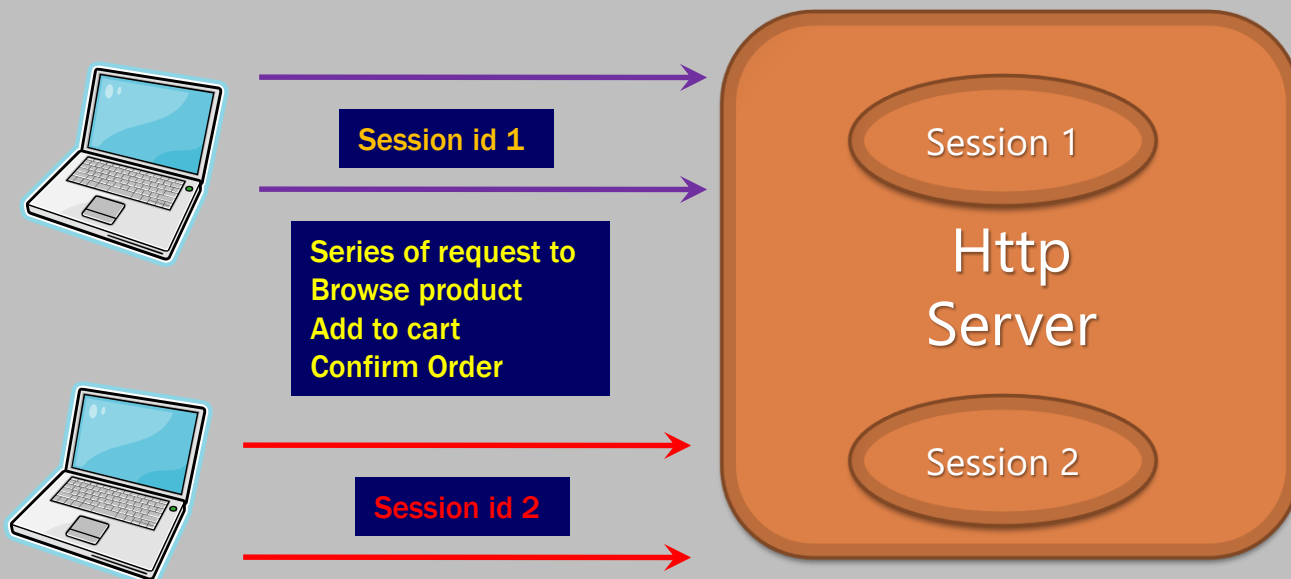 Session id 1
Series of request to
Browse product
Add to cart
Confirm Order
Session id 2
Session 1
Http
Server
Session 2